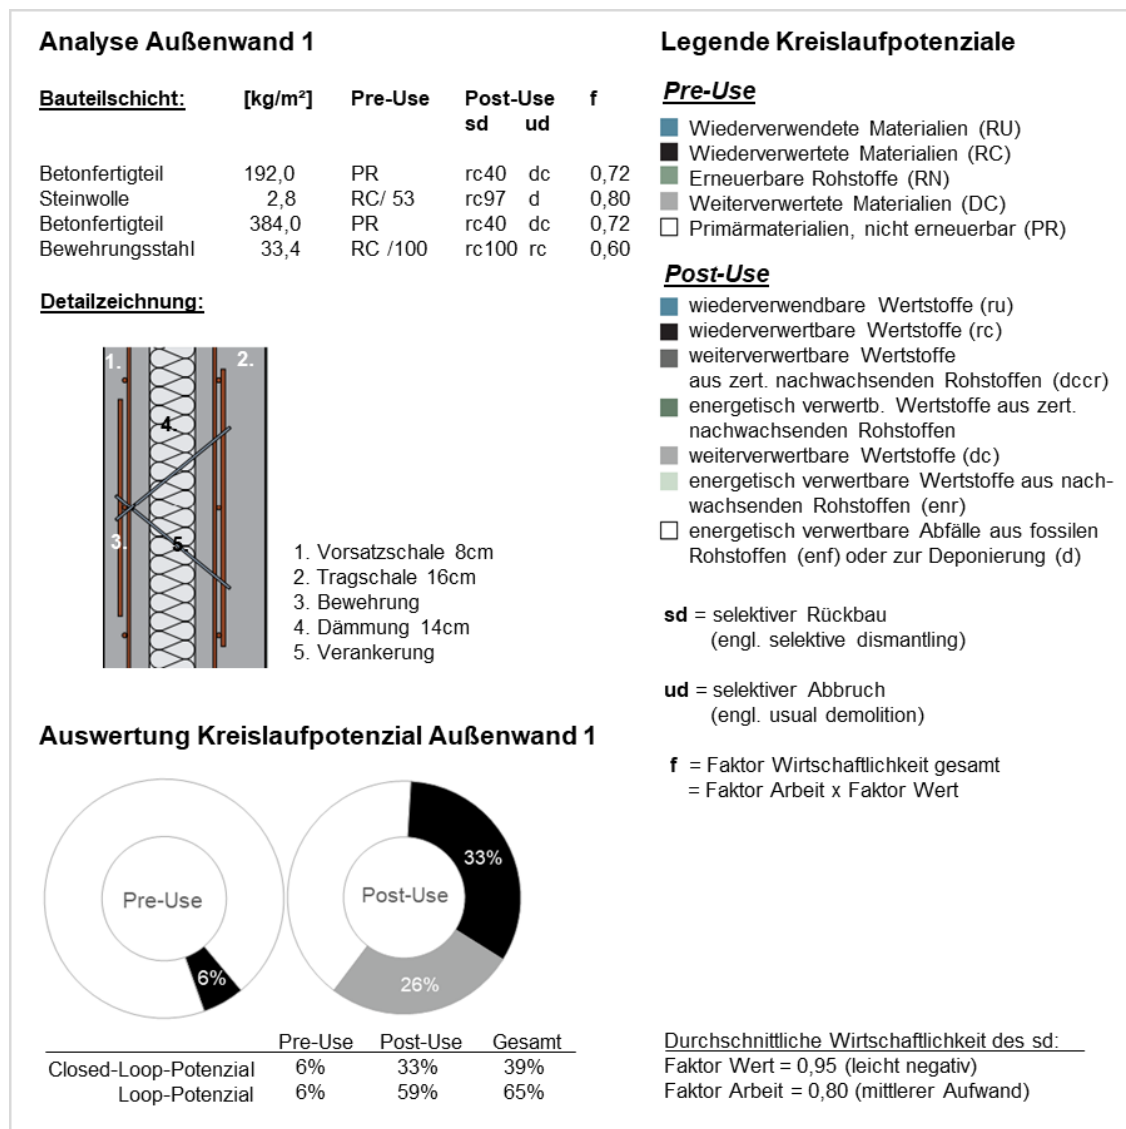 Analyse Außenwand 1
Bauteilschicht: [kg/m²] Pre-Use Post-Use f
sd ud
Betonfertigteil 192,0 PR rc40 dc 0,72
Steinwolle 2,8 RC/ 53 rc97 d 0,80
Betonfertigteil 384,0 PR rc40 dc 0,72
Bewehrungsstahl 33,4 RC /100 rc100 rc 0,60
Detailzeichnung:
1.
2.
4.
3.
5.
1. Vorsatzschale 8cm
2. Tragschale 16cm
3. Bewehrung
4. Dämmung 14cm
5. Verankerung
Auswertung Kreislaufpotenzial Außenwand 1
Pre-Use
6%
Post-Use
33%
26%
Pre-Use Post-Use Gesamt
Closed-Loop-Potenzial 6% 33% 39%
Loop-Potenzial 6% 59% 65%
Legende Kreislaufpotenziale
Pre-Use
Wiederverwendete Materialien (RU)
Wiederverwertete Materialien (RC)
Erneuerbare Rohstoffe (RN)
Weiterverwertete Materialien (DC)
Primärmaterialien, nicht erneuerbar (PR)
Post-Use
wiederverwendbare Wertstoffe (ru)
wiederverwertbare Wertstoffe (rc)
weiterverwertbare Wertstoffe
aus zert. nachwachsenden Rohstoffen (dccr)
energetisch verwertb. Wertstoffe aus zert.
nachwachsenden Rohstoffen
weiterverwertbare Wertstoffe (dc)
energetisch verwertbare Wertstoffe aus nach-
wachsenden Rohstoffen (enr)
energetisch verwertbare Abfälle aus fossilen
Rohstoffen (enf) oder zur Deponierung (d)
sd = selektiver Rückbau
(engl. selektive dismantling)
ud = selektiver Abbruch
(engl. usual demolition)
f = Faktor Wirtschaftlichkeit gesamt
= Faktor Arbeit x Faktor Wert
Durchschnittliche Wirtschaftlichkeit des sd:
Faktor Wert = 0,95 (leicht negativ)
Faktor Arbeit = 0,80 (mittlerer Aufwand)